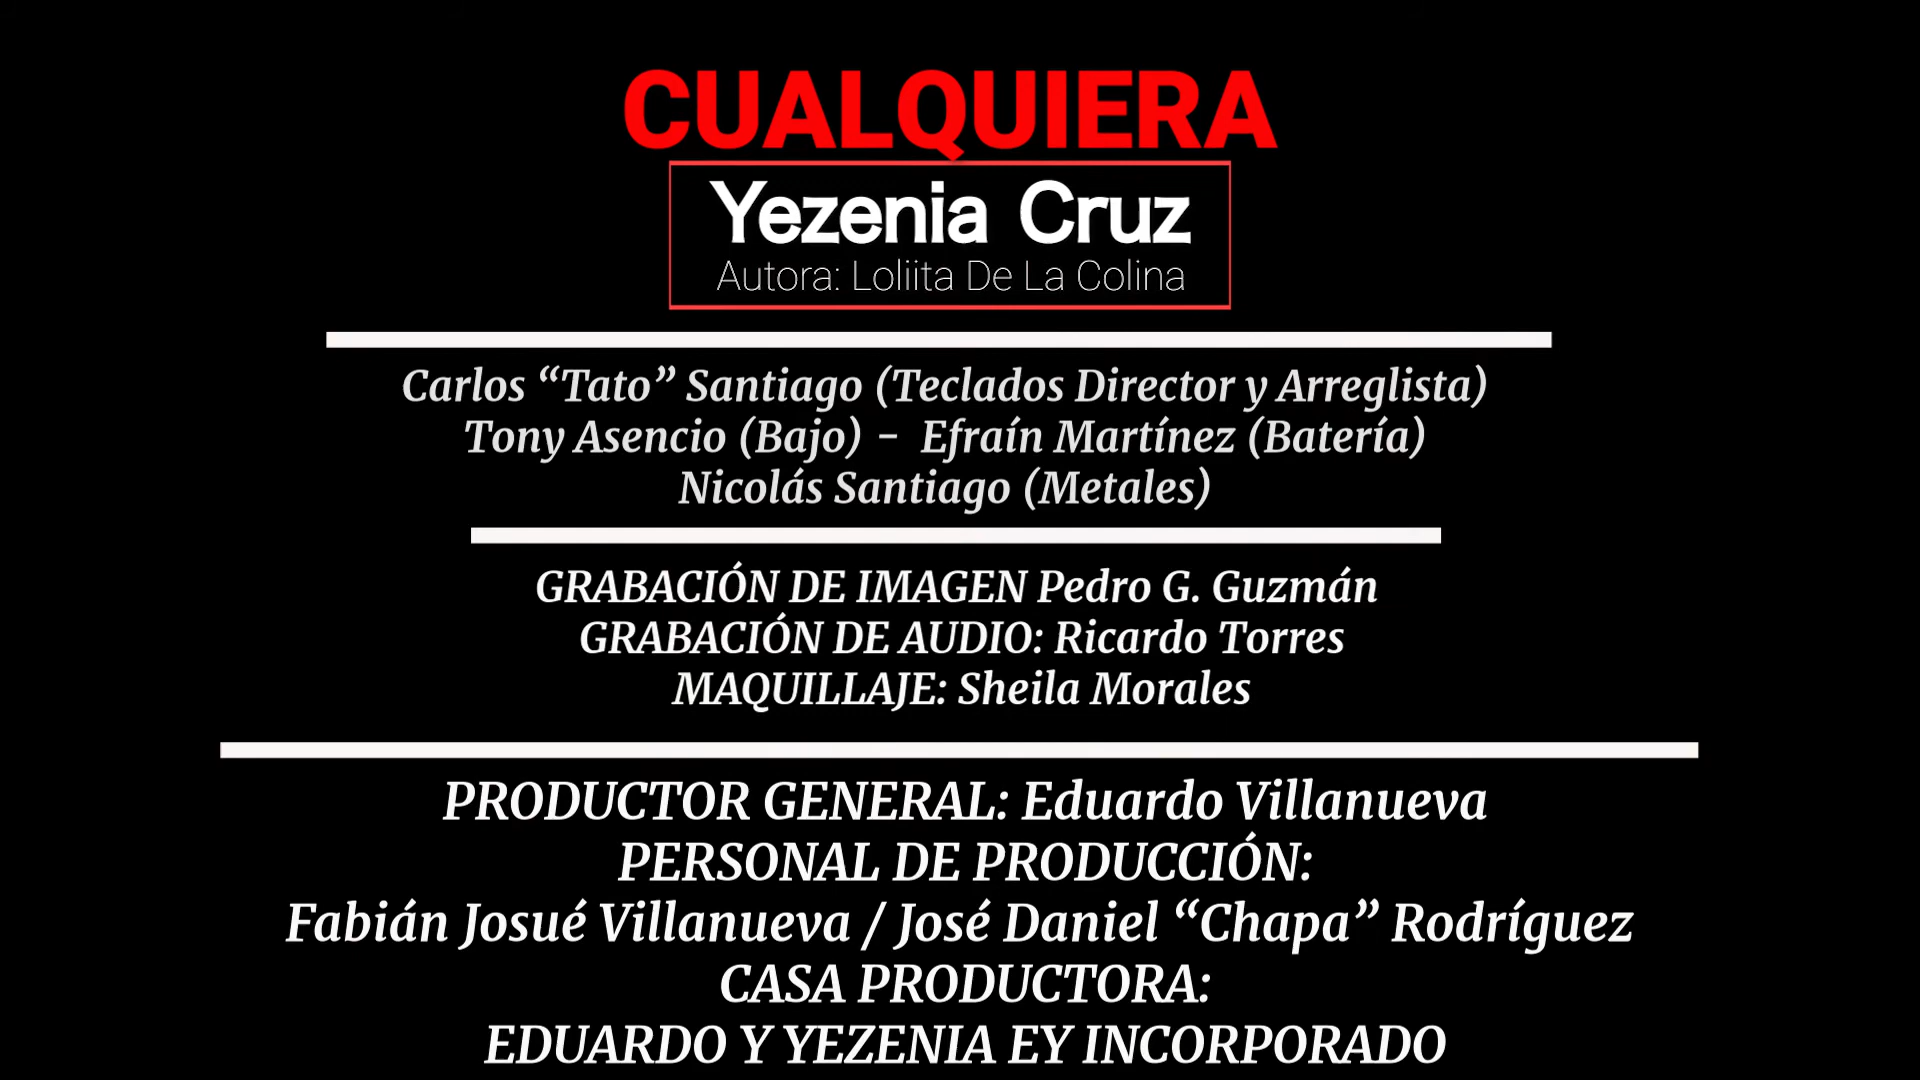 CUALQUIERA
Yezenia Cruz
Autora: Loliita De La Colina
Carlos “Tato” Santiago (Teclados Director y Arreglista)
Tony Asencio (Bajo) - Efraín Martínez (Batería)
Nicolás Santiago (Metales)
GRABACIÓN DE IMAGEN Pedro G. Guzmán
GRABACIÓN DE AUDIO: Ricardo Torres
MAQUILLAJE: Sheila Morales
PRODUCTOR GENERAL: Eduardo Villanueva
PERSONAL DE PRODUCCIÓN:
Fabián Josué Villanueva / José Daniel “Chapa” Rodríguez
CASA PRODUCTORA:
EDUARDO Y YEZENIA EY INCORPORADO